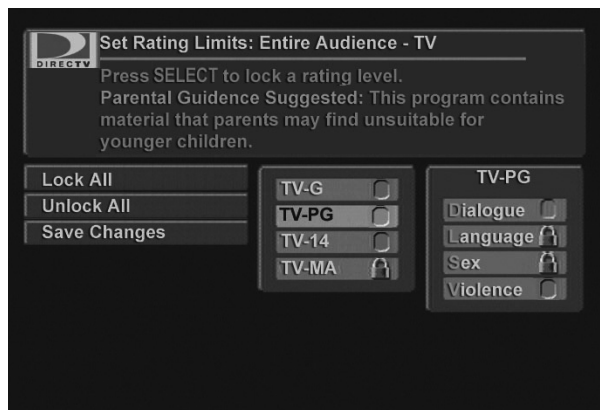 DIRECTV
Set Rating Limits: Entire Audience - TV
Press SELECT to lock a rating level.
Parental Guidence Suggested: This program contains
material that parents may find unsuitable for
younger children.
Lock All
Unlock All
Save Changes
TV-G
TV-PG
TV-14
TV-MA
TV-PG
Dialogue
Language
Sex
Violence